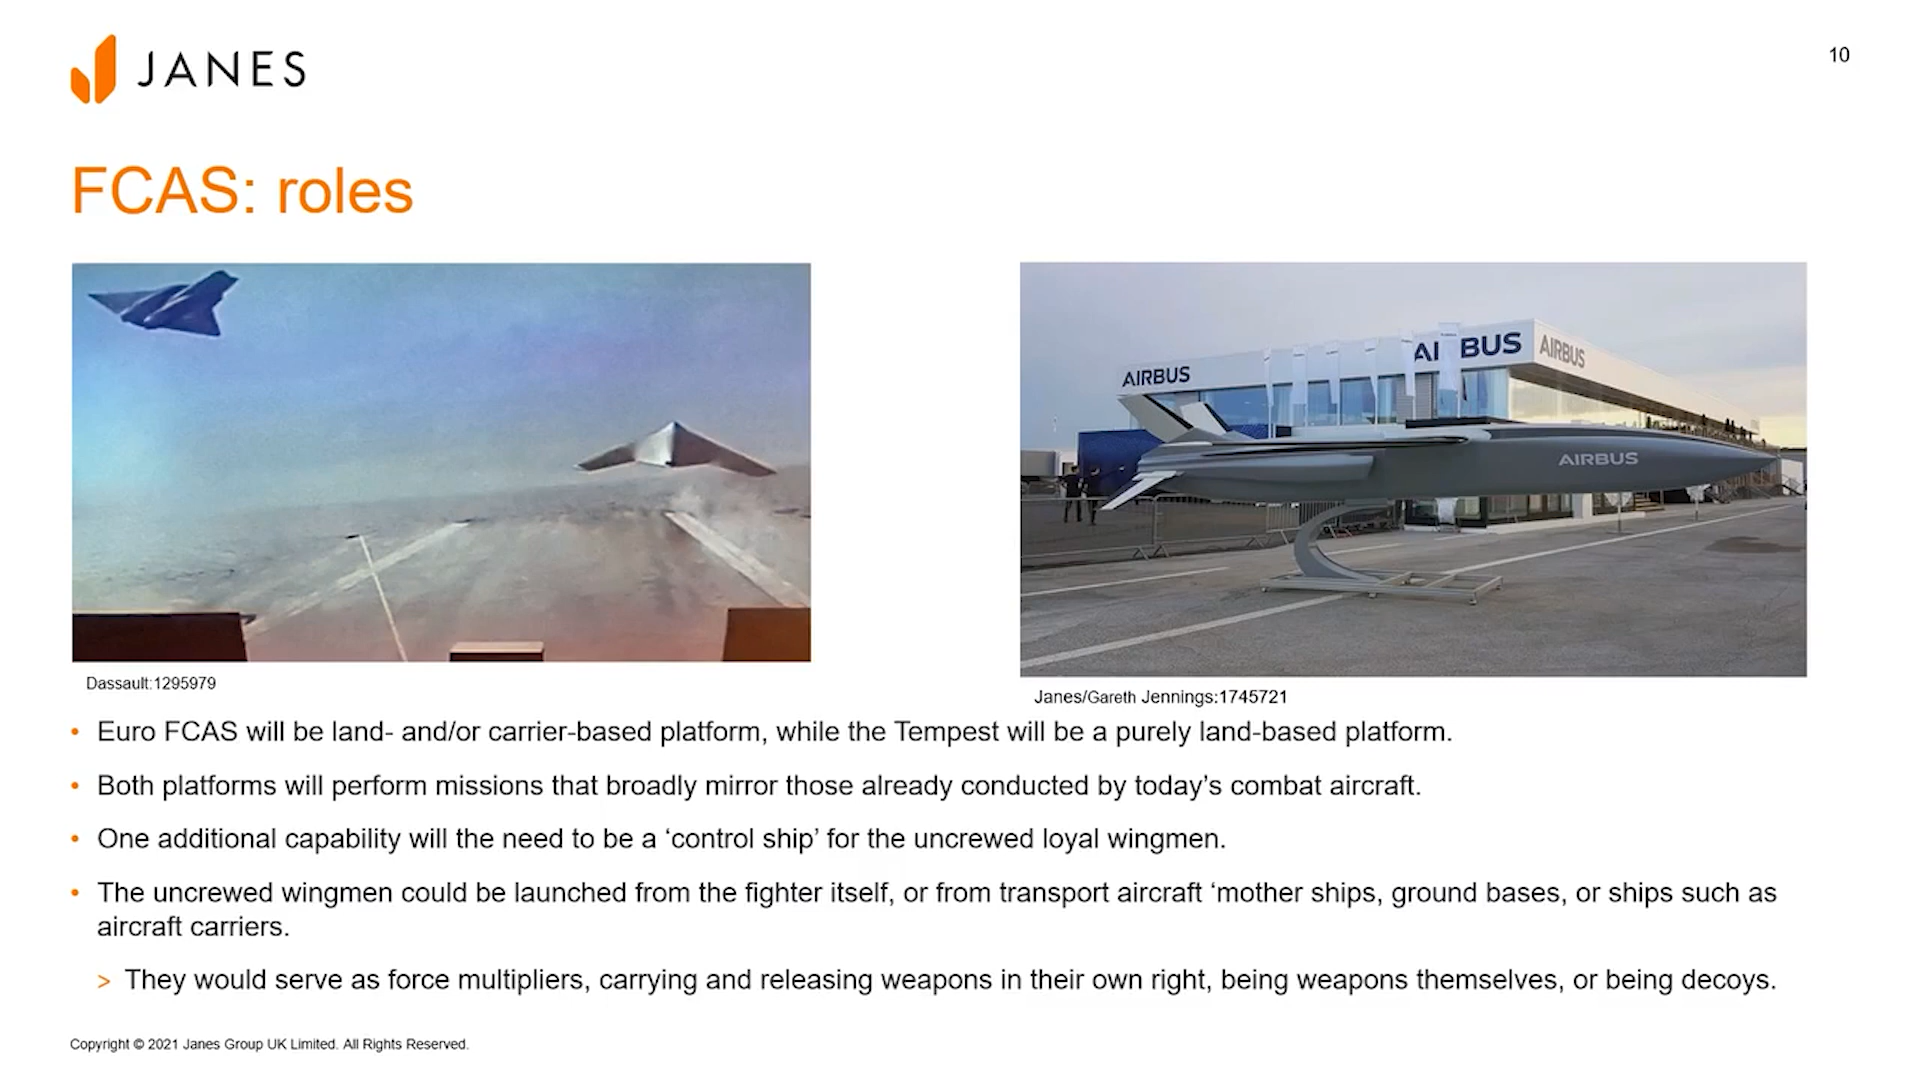 JANES
10
FCAS: roles
AIRBUS
AI BUS
AIRBUS
AIRBUS
Dassault:1295979
Janes/Gareth Jennings:1745721
• Euro FCAS will be land- and/or carrier-based platform, while the Tempest will be a purely land-based platform.
• Both platforms will perform missions that broadly mirror those already conducted by today’s combat aircraft.
• One additional capability will the need to be a ‘control ship’ for the uncrewed loyal wingmen.
• The uncrewed wingmen could be launched from the fighter itself, or from transport aircraft ‘mother ships, ground bases, or ships such as
aircraft carriers.
> They would serve as force multipliers, carrying and releasing weapons in their own right, being weapons themselves, or being decoys.
Copyright © 2021 Janes Group UK Limited. All Rights Reserved.